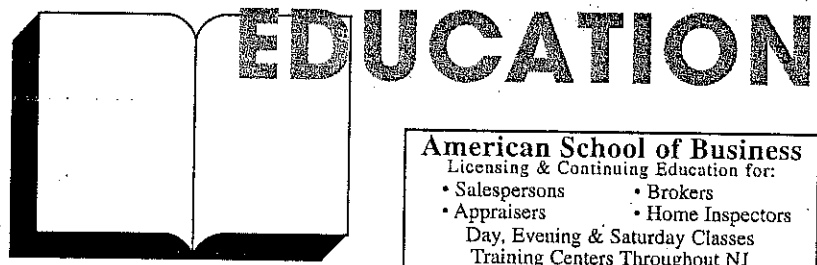 EDUCATION
American School of Business
Licensing & Continuing Education for:
• Salespersons • Brokers
• Appraisers • Home Inspectors
Day, Evening & Saturday Classes
Training Centers Throughout NJ